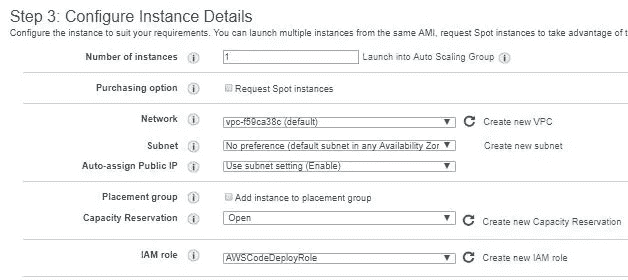 Step 3: Configure Instance Details
Configure the instance to suit your requirements. You can launch multiple instances from the same AMI, request Spot instances to take advantage of t
Number of instances 1 Launch into Auto Scaling Group
Purchasing option Request Spot instances
Network vpc-f59ca38c (default) Create new VPC
Subnet No preference (default subnet in any Availability Zor Create new subnet
Auto-assign Public IP Use subnet setting (Enable)
Placement group Add instance to placement group
Capacity Reservation Open Create new Capacity Reservation
IAM role AWSCodeDeployRole Create new IAM role